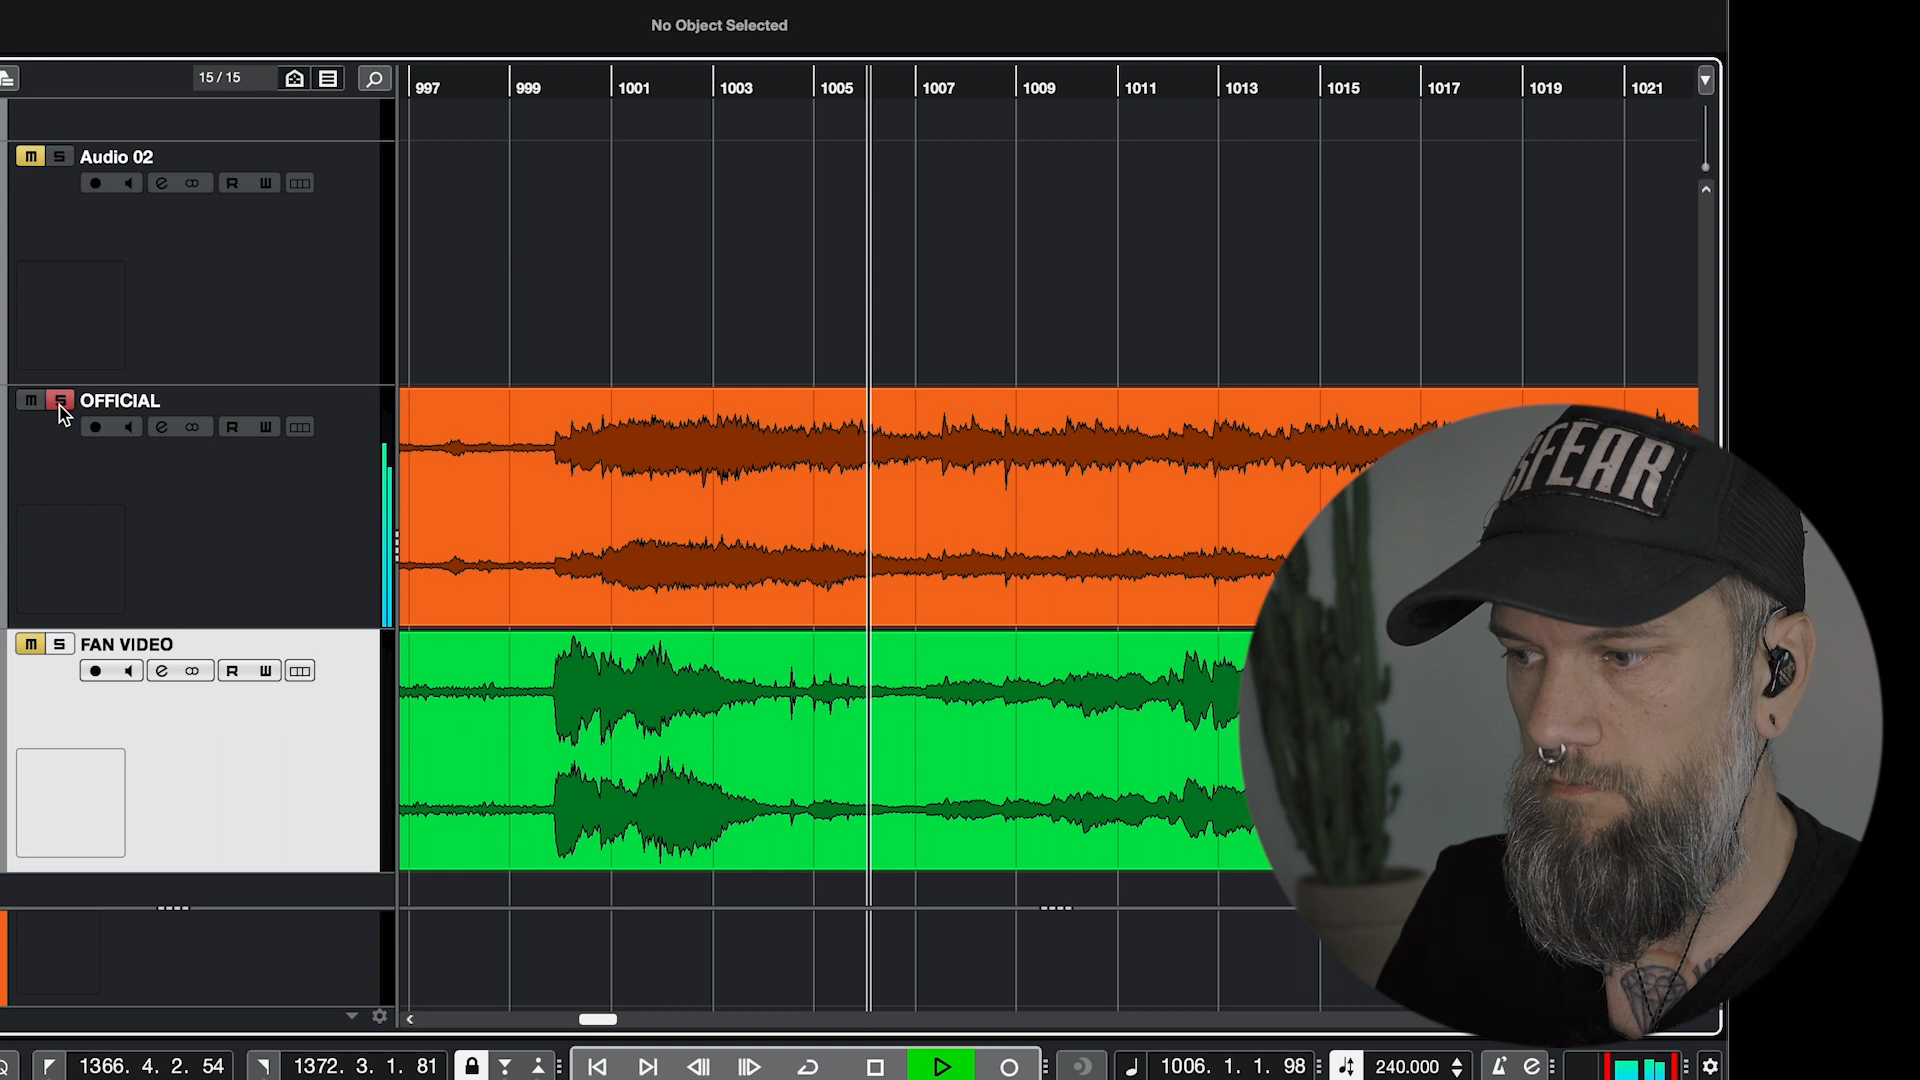 No Object Selected
15 / 15
997 999 1001 1003 1005 1007 1009 1011 1013 1015 1017 1019 1021
m S Audio 02
e R W
m S OFFICIAL
e R W
SFEAR
m S FAN VIDEO
e R W
1366. 4. 2. 54 1372. 3. 1. 81 1006. 1. 1. 98 240.000 e